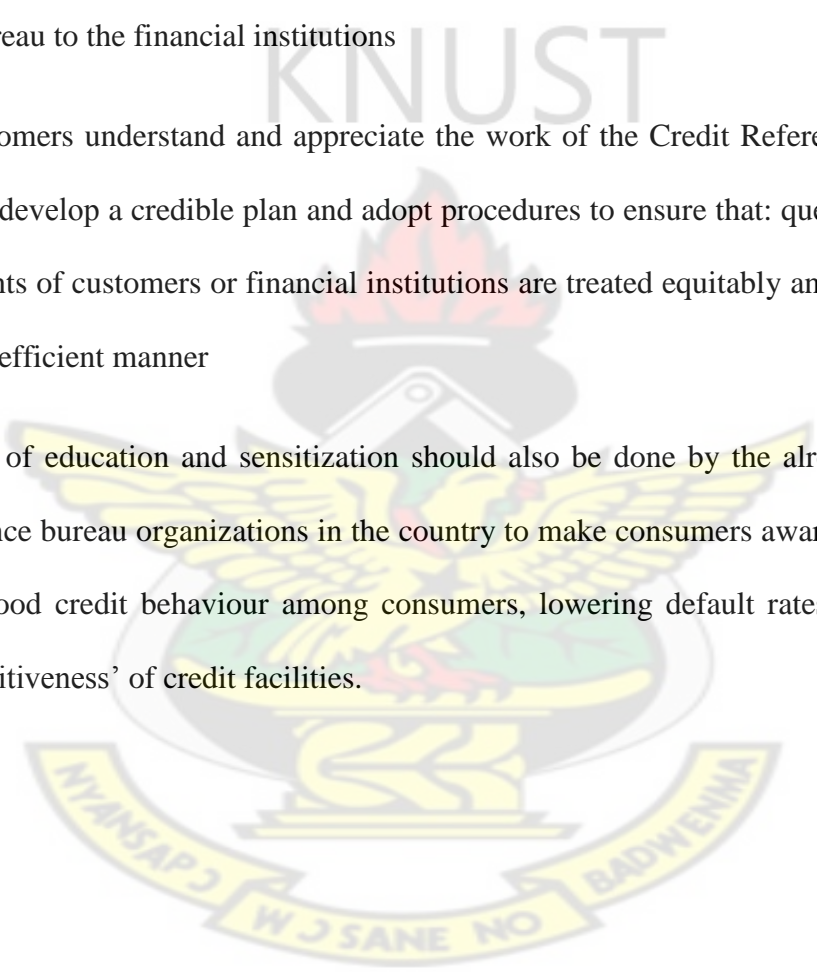 reau to the financial institutions
KNUST
omers understand and appreciate the work of the Credit Refere
develop a credible plan and adopt procedures to ensure that: que
nts of customers or financial institutions are treated equitably an
efficient manner
of education and sensitization should also be done by the alr
nce bureau organizations in the country to make consumers awar
ood credit behaviour among consumers, lowering default rates
itiveness’ of credit facilities.
NYANSAPƆ WƆSANE NO BADWENMA